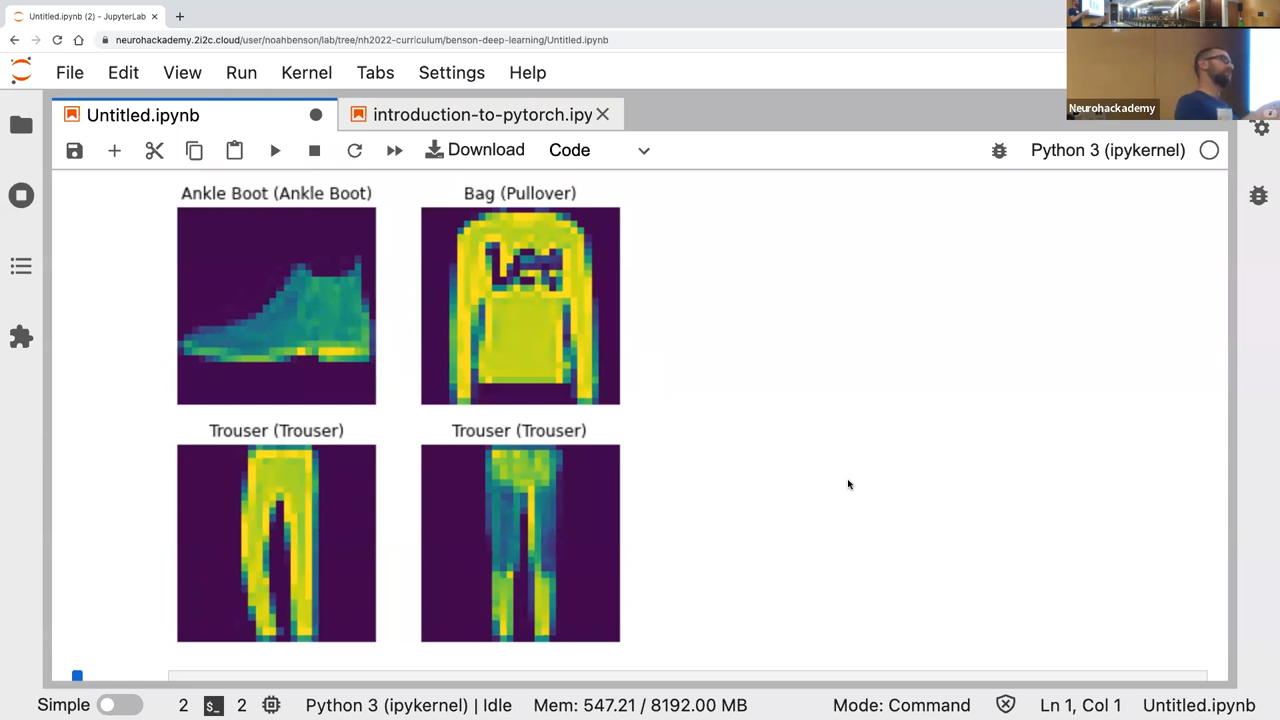 Untitled.ipynb (2) - JupyterLab
neurohackademy.2i2c.cloud/user/noahbenson/lab/tree/nh2022-curriculum/benson-deep-learning/Untitled.ipynb
File Edit View Run Kernel Tabs Settings Help
Neurohackademy
Untitled.ipynb introduction-to-pytorch.ipy
Download Code Python 3 (ipykernel)
Ankle Boot (Ankle Boot) Bag (Pullover)
Trouser (Trouser) Trouser (Trouser)
Simple 2 $_ 2 Python 3 (ipykernel) | Idle Mem: 547.21 / 8192.00 MB Mode: Command Ln 1, Col 1 Untitled.ipynb